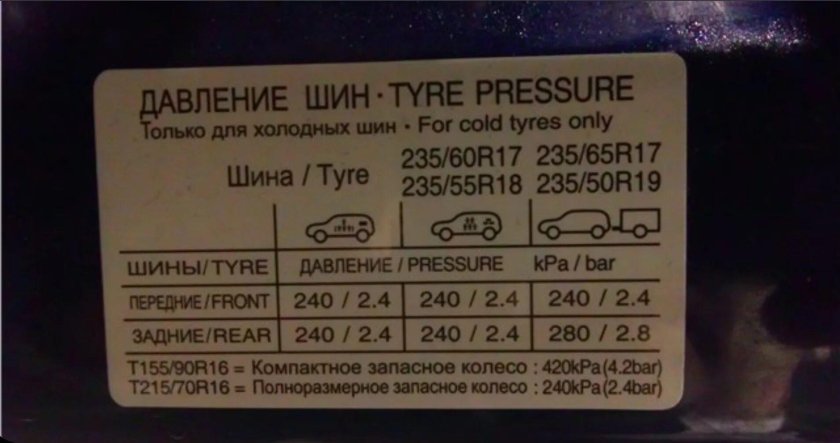 ДАВЛЕНИЕ ШИН · TYRE PRESSURE
Только для холодных шин · For cold tyres only
Шина / Tyre 235/60R17 235/65R17
235/55R18 235/50R19
ШИНЫ/TYRE ДАВЛЕНИЕ / PRESSURE kPa / bar
ПЕРЕДНИЕ/FRONT 240 / 2.4 240 / 2.4 240 / 2.4
ЗАДНИЕ/REAR 240 / 2.4 240 / 2.4 280 / 2.8
T155/90R16 = Компактное запасное колесо : 420kPa(4.2bar)
T215/70R16 = Полноразмерное запасное колесо : 240kPa(2.4bar)